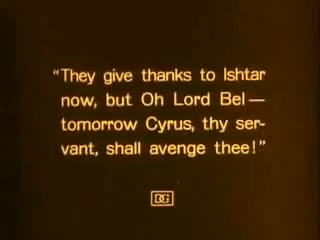 “They give thanks to Ishtar
now, but Oh Lord Bel—
tomorrow Cyrus, thy ser-
vant, shall avenge thee!”
DG